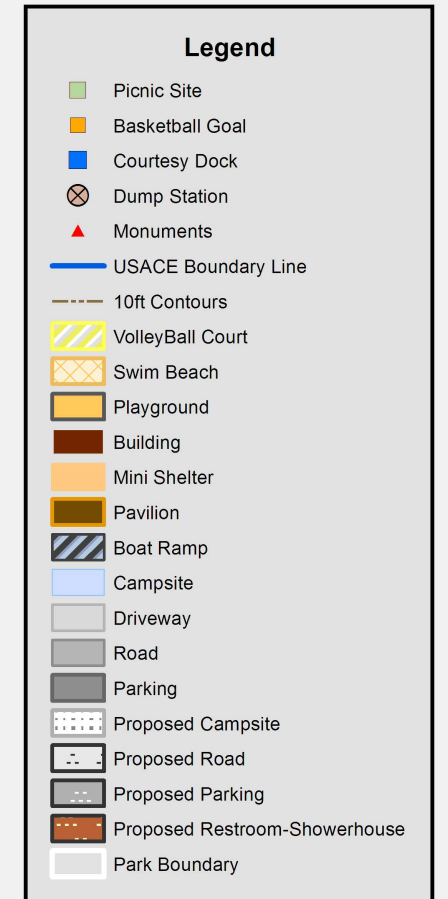 Legend
Picnic Site
Basketball Goal
Courtesy Dock
Dump Station
Monuments
USACE Boundary Line
10ft Contours
VolleyBall Court
Swim Beach
Playground
Building
Mini Shelter
Pavilion
Boat Ramp
Campsite
Driveway
Road
Parking
Proposed Campsite
Proposed Road
Proposed Parking
Proposed Restroom-Showerhouse
Park Boundary